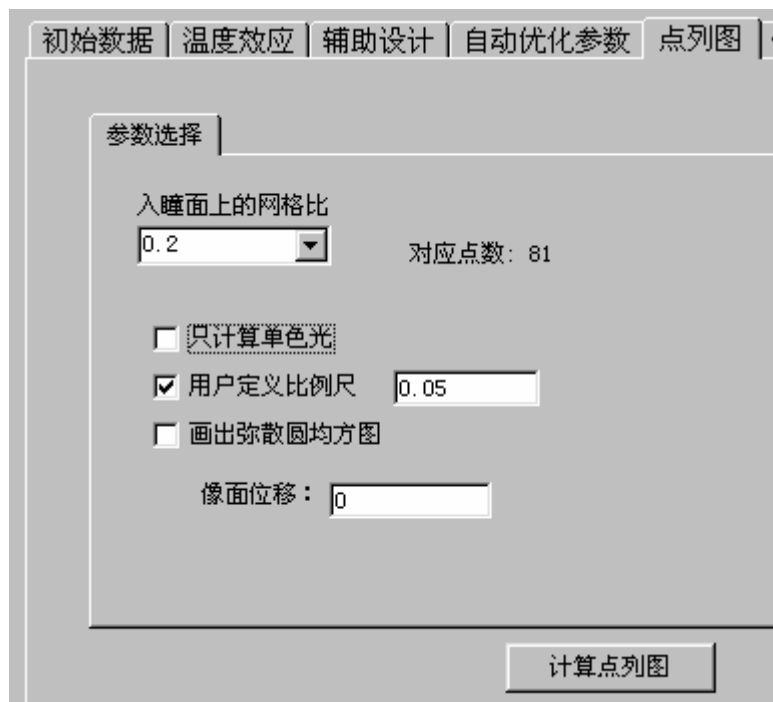 初始数据 温度效应 辅助设计 自动优化参数 点列图
参数选择
入瞳面上的网格比
0.2
对应点数: 81
只计算单色光
用户定义比例尺 0.05
画出弥散圆均方图
像面位移： 0
计算点列图